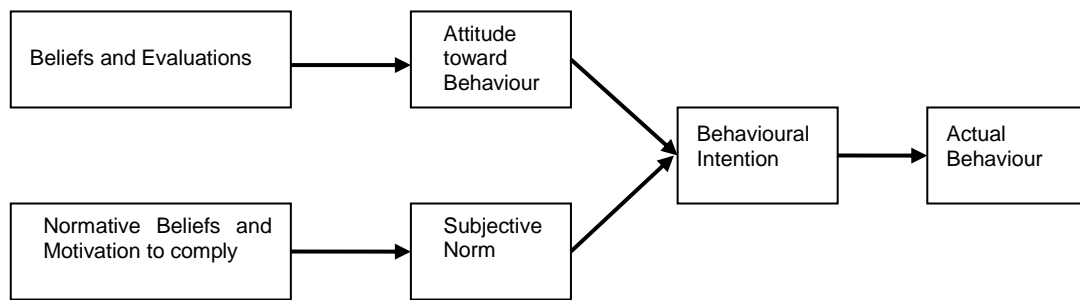 Beliefs and Evaluations
Attitude
toward
Behaviour
Normative Beliefs and
Motivation to comply
Subjective
Norm
Behavioural
Intention
Actual
Behaviour